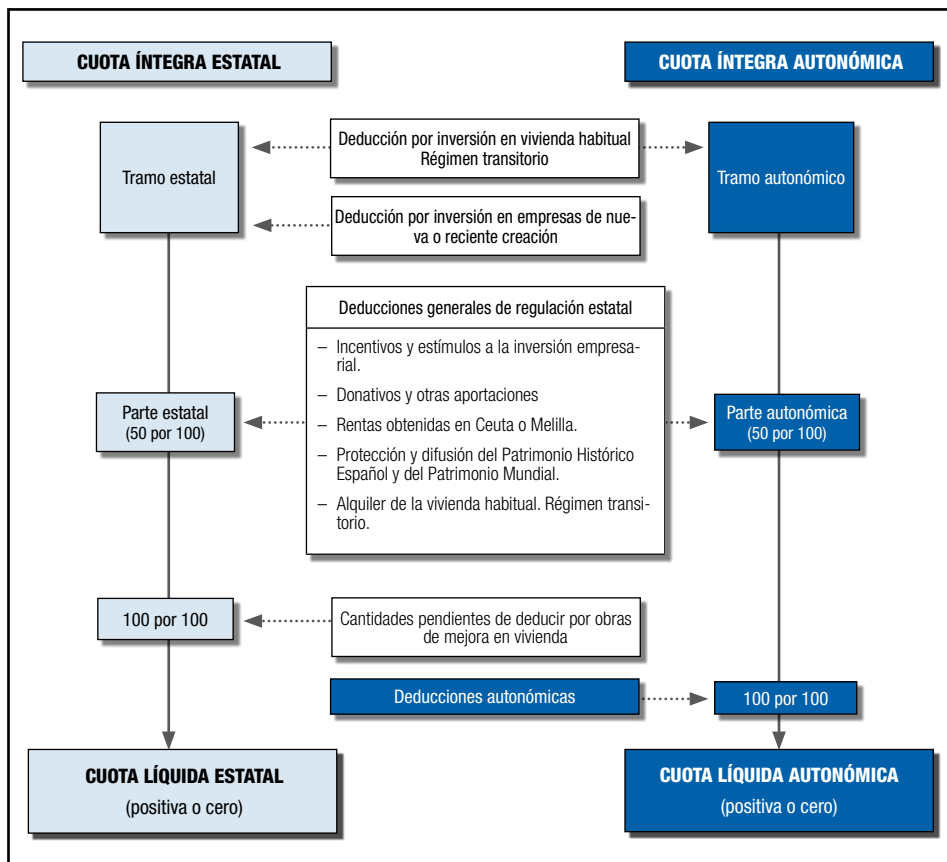 CUOTA ÍNTEGRA ESTATAL
CUOTA ÍNTEGRA AUTONÓMICA
Tramo estatal
Deducción por inversión en vivienda habitual
Régimen transitorio
Tramo autonómico
Deducción por inversión en empresas de nue-
va o reciente creación
Deducciones generales de regulación estatal
– Incentivos y estímulos a la inversión empresa-
rial.
– Donativos y otras aportaciones
– Rentas obtenidas en Ceuta o Melilla.
– Protección y difusión del Patrimonio Histórico
Español y del Patrimonio Mundial.
– Alquiler de la vivienda habitual. Régimen transi-
torio.
Parte estatal
(50 por 100)
Parte autonómica
(50 por 100)
100 por 100
Cantidades pendientes de deducir por obras
de mejora en vivienda
Deducciones autonómicas
100 por 100
CUOTA LÍQUIDA ESTATAL
(positiva o cero)
CUOTA LÍQUIDA AUTONÓMICA
(positiva o cero)